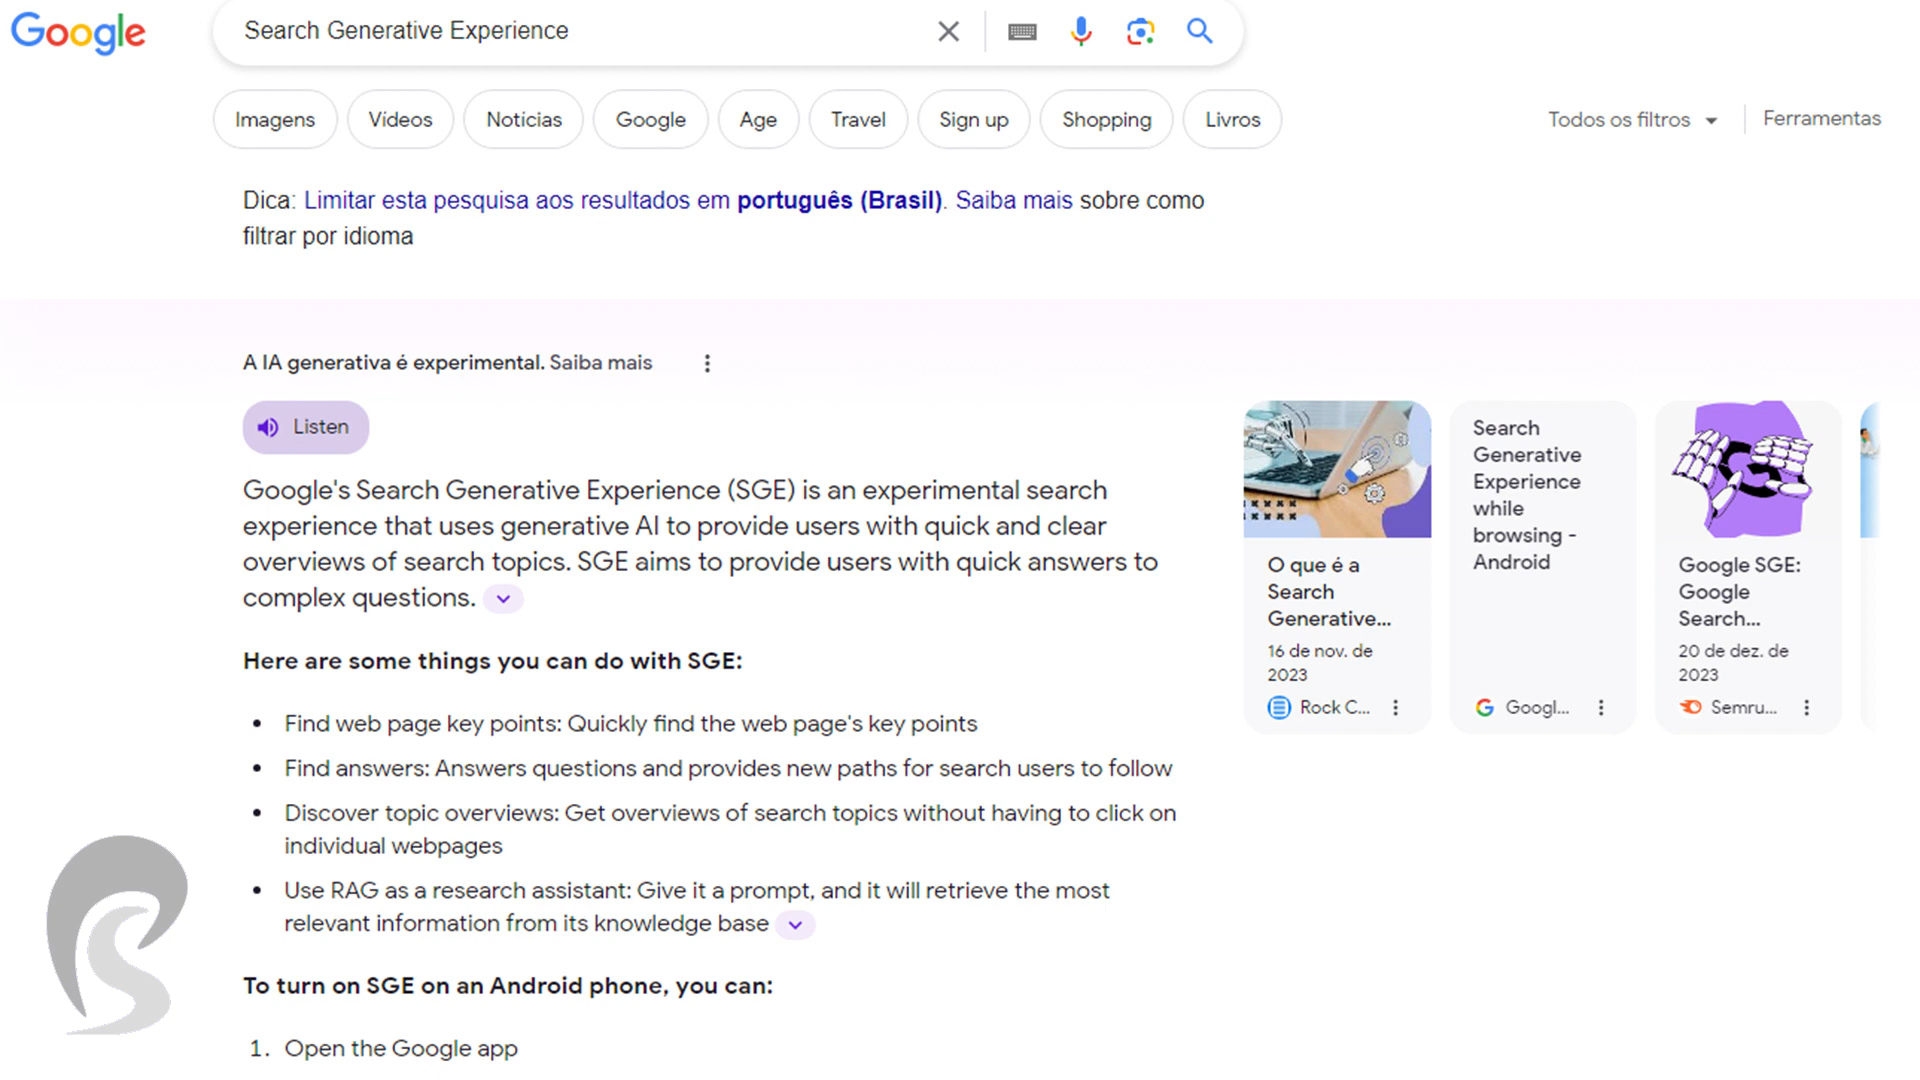 Google
Search Generative Experience
Imagens
Vídeos
Notícias
Google
Age
Travel
Sign up
Shopping
Livros
Todos os filtros
Ferramentas
Dica: Limitar esta pesquisa aos resultados em português (Brasil). Saiba mais sobre como
filtrar por idioma
A IA generativa é experimental. Saiba mais
Listen
Google's Search Generative Experience (SGE) is an experimental search
experience that uses generative AI to provide users with quick and clear
overviews of search topics. SGE aims to provide users with quick answers to
complex questions.
Here are some things you can do with SGE:
• Find web page key points: Quickly find the web page's key points
• Find answers: Answers questions and provides new paths for search users to follow
• Discover topic overviews: Get overviews of search topics without having to click on
individual webpages
• Use RAG as a research assistant: Give it a prompt, and it will retrieve the most
relevant information from its knowledge base
To turn on SGE on an Android phone, you can:
1. Open the Google app
O que é a
Search
Generative...
16 de nov. de
2023
Rock C...
Search
Generative
Experience
while
browsing -
Android
Googl...
Google SGE:
Google
Search...
20 de dez. de
2023
Semru...